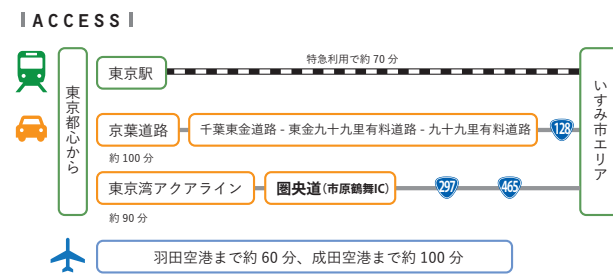 ACCESS
東京都心から
東京駅
特急利用で約 70 分
京葉道路
千葉東金道路 - 東金九十九里有料道路 - 九十九里有料道路
128
約 100 分
東京湾アクアライン
圏央道(市原鶴舞IC)
297
465
約 90 分
いすみ市エリア
羽田空港まで約 60 分、成田空港まで約 100 分